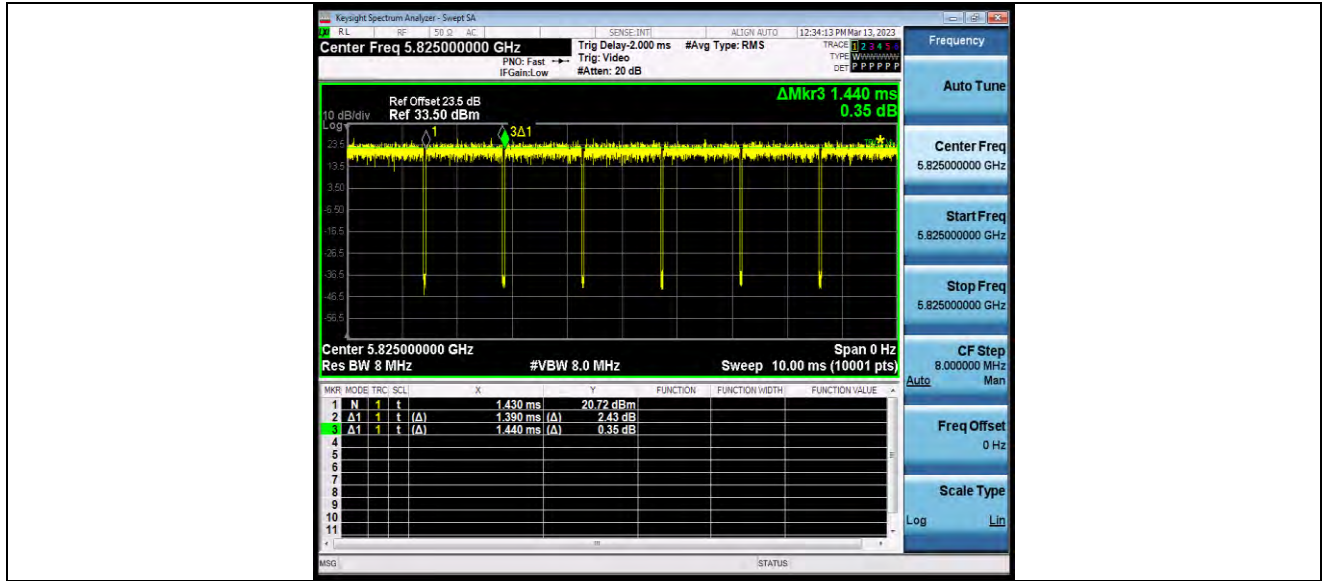 Keysight Spectrum Analyzer - Swept SA
RL RF 50 Ω AC SENSE:INT ALIGN AUTO 12:34:13 PM Mar 13, 2023
Center Freq 5.825000000 GHz
PNO: Fast
IFGain:Low
Trig Delay-2.000 ms
Trig: Video
#Atten: 20 dB
#Avg Type: RMS
TRACE 1 2 3 4 5 6
TYPE
DET P P P P P P
Frequency
Auto Tune
ΔMkr3 1.440 ms
0.35 dB
Ref Offset 23.5 dB
10 dB/div Ref 33.50 dBm
Log
1 3Δ1
23.5
13.5
3.50
-6.50
-16.5
-26.5
-36.5
-46.5
-56.5
Center Freq
5.825000000 GHz
Start Freq
5.825000000 GHz
Stop Freq
5.825000000 GHz
Center 5.825000000 GHz Span 0 Hz
Res BW 8 MHz #VBW 8.0 MHz Sweep 10.00 ms (10001 pts)
CF Step
8.000000 MHz
Auto Man
MKR MODE TRC SCL X Y FUNCTION FUNCTION WIDTH FUNCTION VALUE
1 N 1 t 1.430 ms 20.72 dBm
2 Δ1 1 t (Δ) 1.390 ms (Δ) 2.43 dB
3 Δ1 1 t (Δ) 1.440 ms (Δ) 0.35 dB
4
5
6
7
8
9
10
11
Freq Offset
0 Hz
Scale Type
Log Lin
MSG STATUS